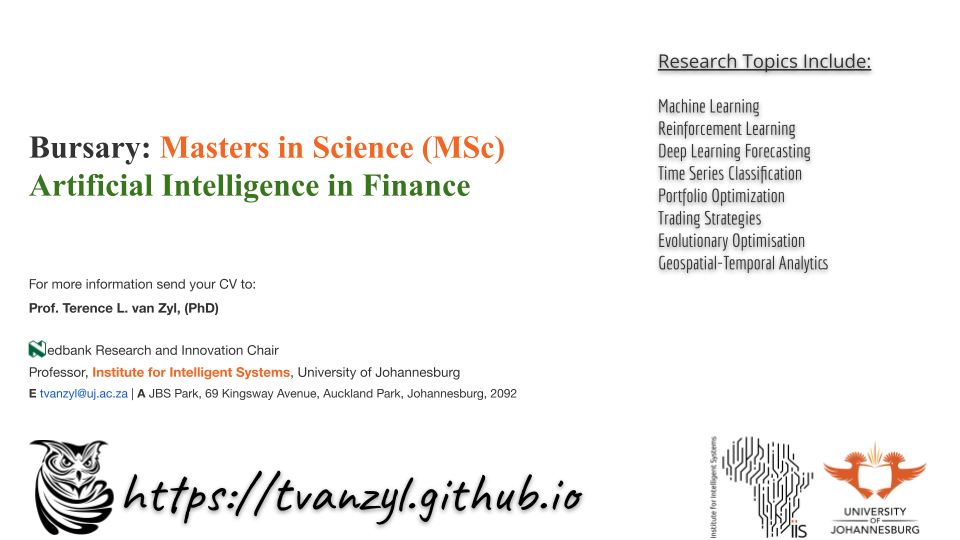 Research Topics Include:
Machine Learning
Reinforcement Learning
Deep Learning Forecasting
Time Series Classification
Portfolio Optimization
Trading Strategies
Evolutionary Optimisation
Geospatial-Temporal Analytics
Bursary: Masters in Science (MSc)
Artificial Intelligence in Finance
For more information send your CV to:
Prof. Terence L. van Zyl, (PhD)
Nedbank Research and Innovation Chair
Professor, Institute for Intelligent Systems, University of Johannesburg
E tvanzyl@uj.ac.za | A JBS Park, 69 Kingsway Avenue, Auckland Park, Johannesburg, 2092
https://tvanzyl.github.io
Institute for Intelligent Systems
iis
UNIVERSITY
OF
JOHANNESBURG